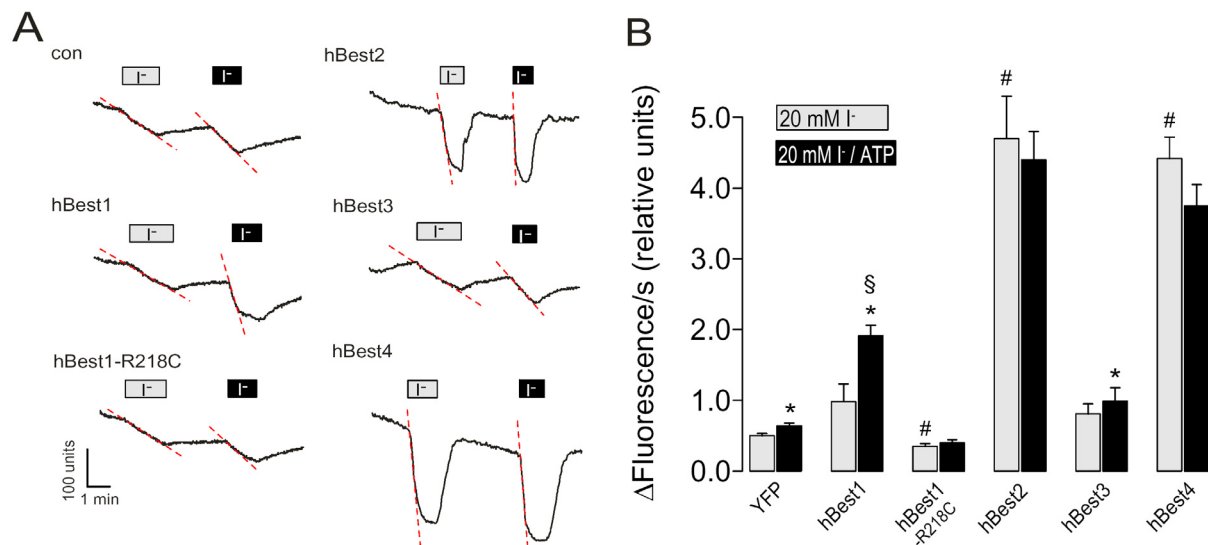 A
con
I⁻ I⁻
hBest1
I⁻ I⁻
hBest1-R218C
I⁻ I⁻
100 units
1 min
hBest2
I⁻ I⁻
hBest3
I⁻ I⁻
hBest4
I⁻ I⁻
B
ΔFluorescence/s (relative units)
5.0
4.0
3.0
2.0
1.0
0.0
20 mM I⁻
20 mM I⁻ / ATP
*
§
*
#
#
*
#
YFP
hBest1
hBest1
-R218C
hBest2
hBest3
hBest4